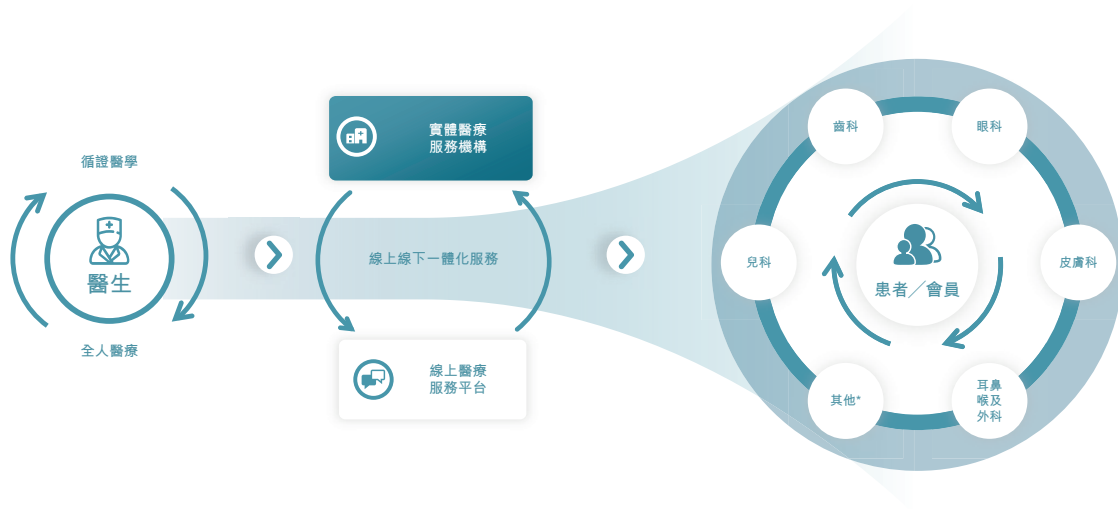 循證醫學
醫生
全人醫療
實體醫療
服務機構
線上線下一體化服務
線上醫療
服務平台
齒科
眼科
兒科
皮膚科
患者╱會員
其他*
耳鼻
喉及
外科